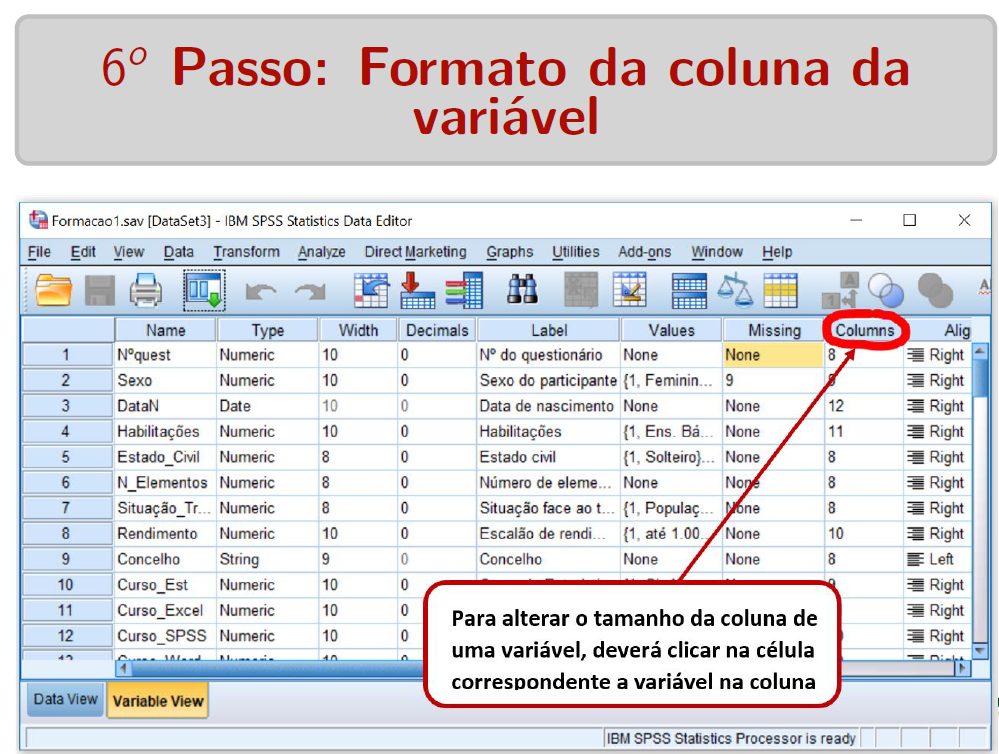 6º Passo: Formato da coluna da
variável
Formacao1.sav [DataSet3] - IBM SPSS Statistics Data Editor
File Edit View Data Transform Analyze Direct Marketing Graphs Utilities Add-ons Window Help
Name Type Width Decimals Label Values Missing Columns Alig
1 Nºquest Numeric 10 0 Nº do questionário None None 8 Right
2 Sexo Numeric 10 0 Sexo do participante {1, Feminin... 9 Right
3 DataN Date 10 0 Data de nascimento None None 12 Right
4 Habilitações Numeric 10 0 Habilitações {1, Ens. Bá... None 11 Right
5 Estado_Civil Numeric 8 0 Estado civil {1, Solteiro}... None 8 Right
6 N_Elementos Numeric 8 0 Número de eleme... None None 8 Right
7 Situação_Tr... Numeric 8 0 Situação face ao t... {1, Populaç... None 8 Right
8 Rendimento Numeric 10 0 Escalão de rendi... {1, até 1.00... None 10 Right
9 Concelho String 9 0 Concelho None None 8 Left
10 Curso_Est Numeric 10 0 Right
11 Curso_Excel Numeric 10 0 Right
12 Curso_SPSS Numeric 10 0 Right
Para alterar o tamanho da coluna de
uma variável, deverá clicar na célula
correspondente a variável na coluna
Data View Variable View
IBM SPSS Statistics Processor is ready